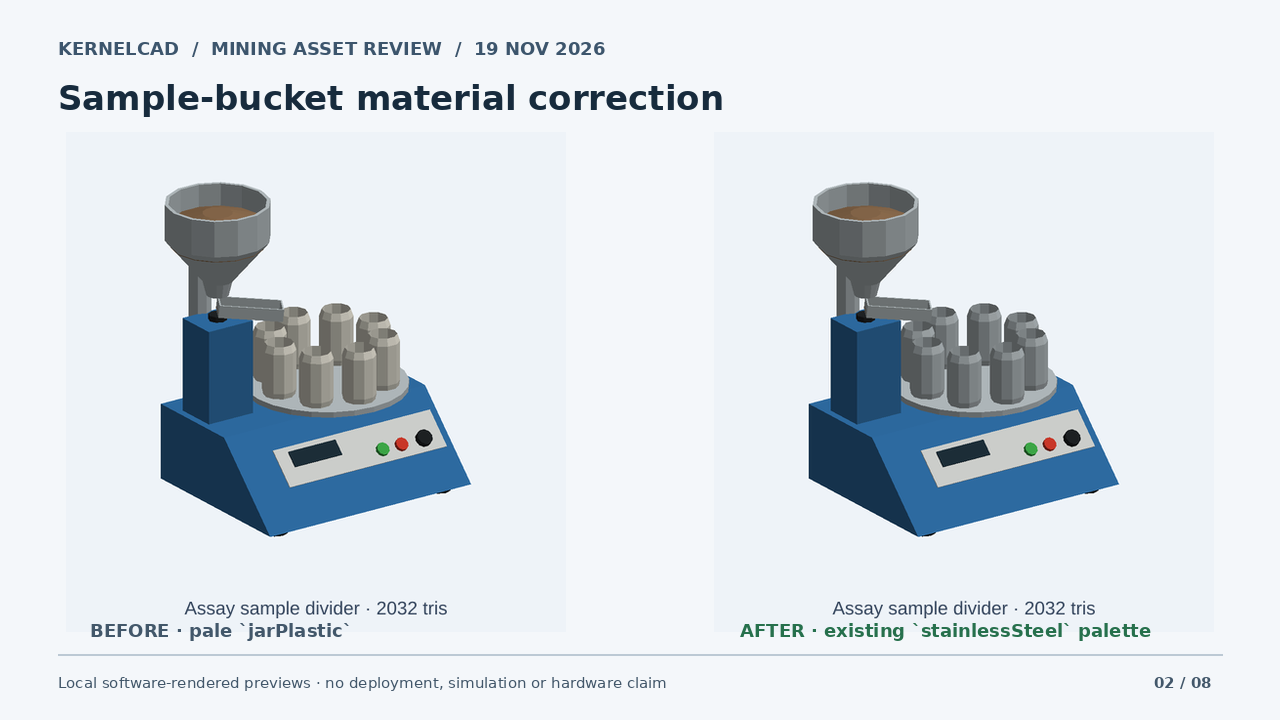 KERNELCAD / MINING ASSET REVIEW / 19 NOV 2026
Sample-bucket material correction
Assay sample divider · 2032 tris
BEFORE · pale `jarPlastic`
Assay sample divider · 2032 tris
AFTER · existing `stainlessSteel` palette
Local software-rendered previews · no deployment, simulation or hardware claim
02 / 08